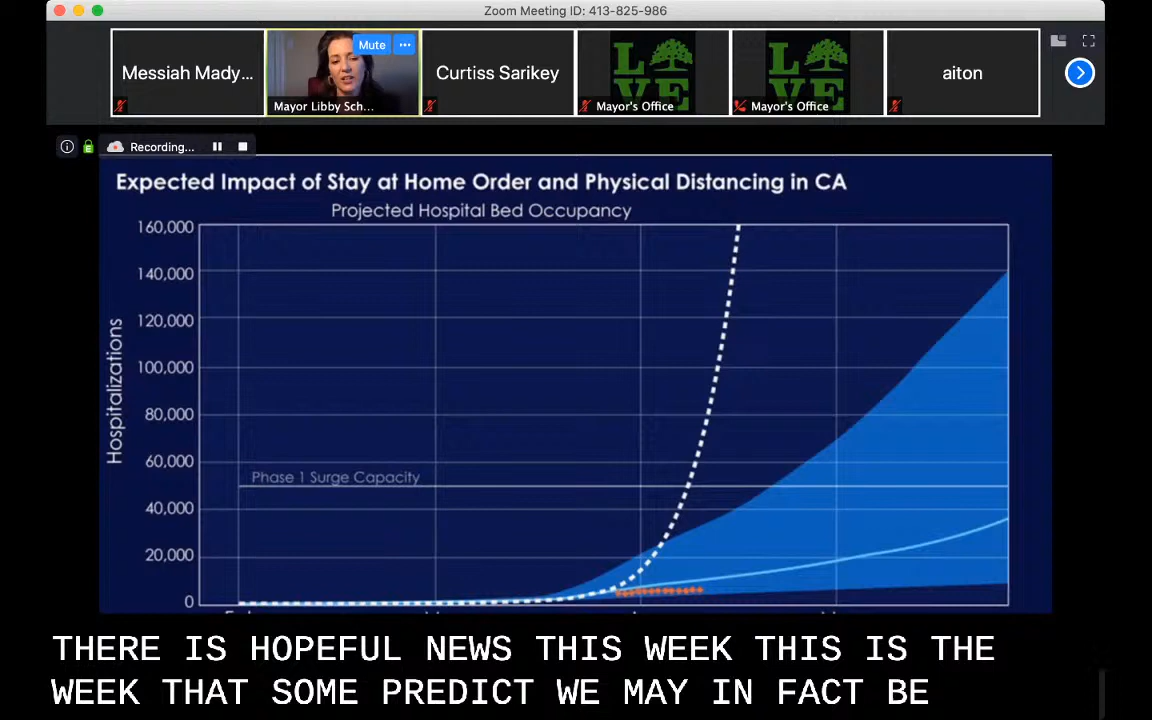 Zoom Meeting ID: 413-825-986
Messiah Mady...
Mute
Mayor Libby Sch...
Curtiss Sarikey
LOVE
Mayor's Office
LOVE
Mayor's Office
aiton
Recording...
Expected Impact of Stay at Home Order and Physical Distancing in CA
Projected Hospital Bed Occupancy
160,000
140,000
120,000
100,000
80,000
60,000
40,000
20,000
0
Hospitalizations
Phase 1 Surge Capacity
THERE IS HOPEFUL NEWS THIS WEEK THIS IS THE
WEEK THAT SOME PREDICT WE MAY IN FACT BE